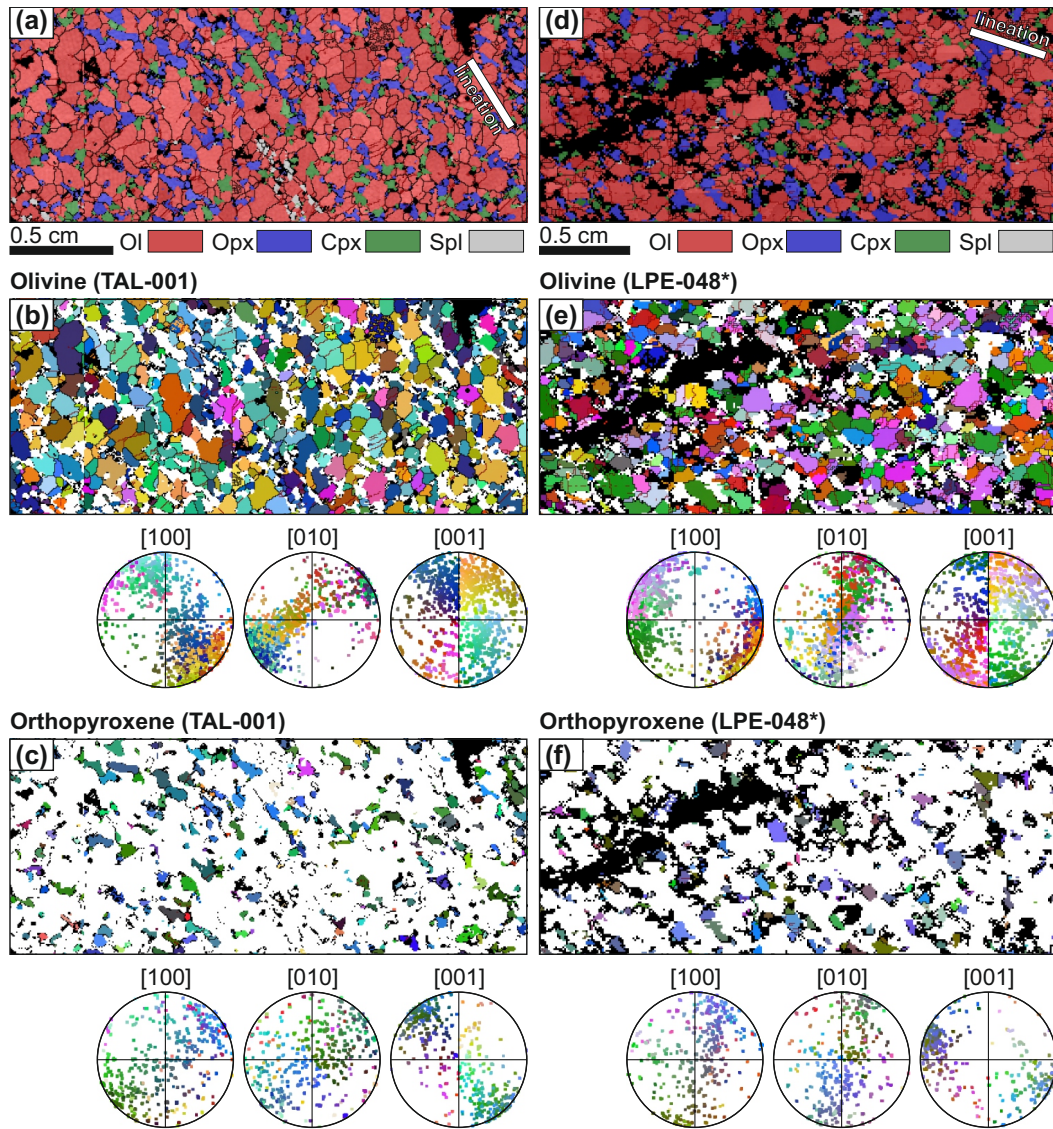 (a)
lineation
0.5 cm Ol Opx Cpx Spl
Olivine (TAL-001)
(b)
[100] [010] [001]
Orthopyroxene (TAL-001)
(c)
[100] [010] [001]
(d)
lineation
0.5 cm Ol Opx Cpx Spl
Olivine (LPE-048*)
(e)
[100] [010] [001]
Orthopyroxene (LPE-048*)
(f)
[100] [010] [001]